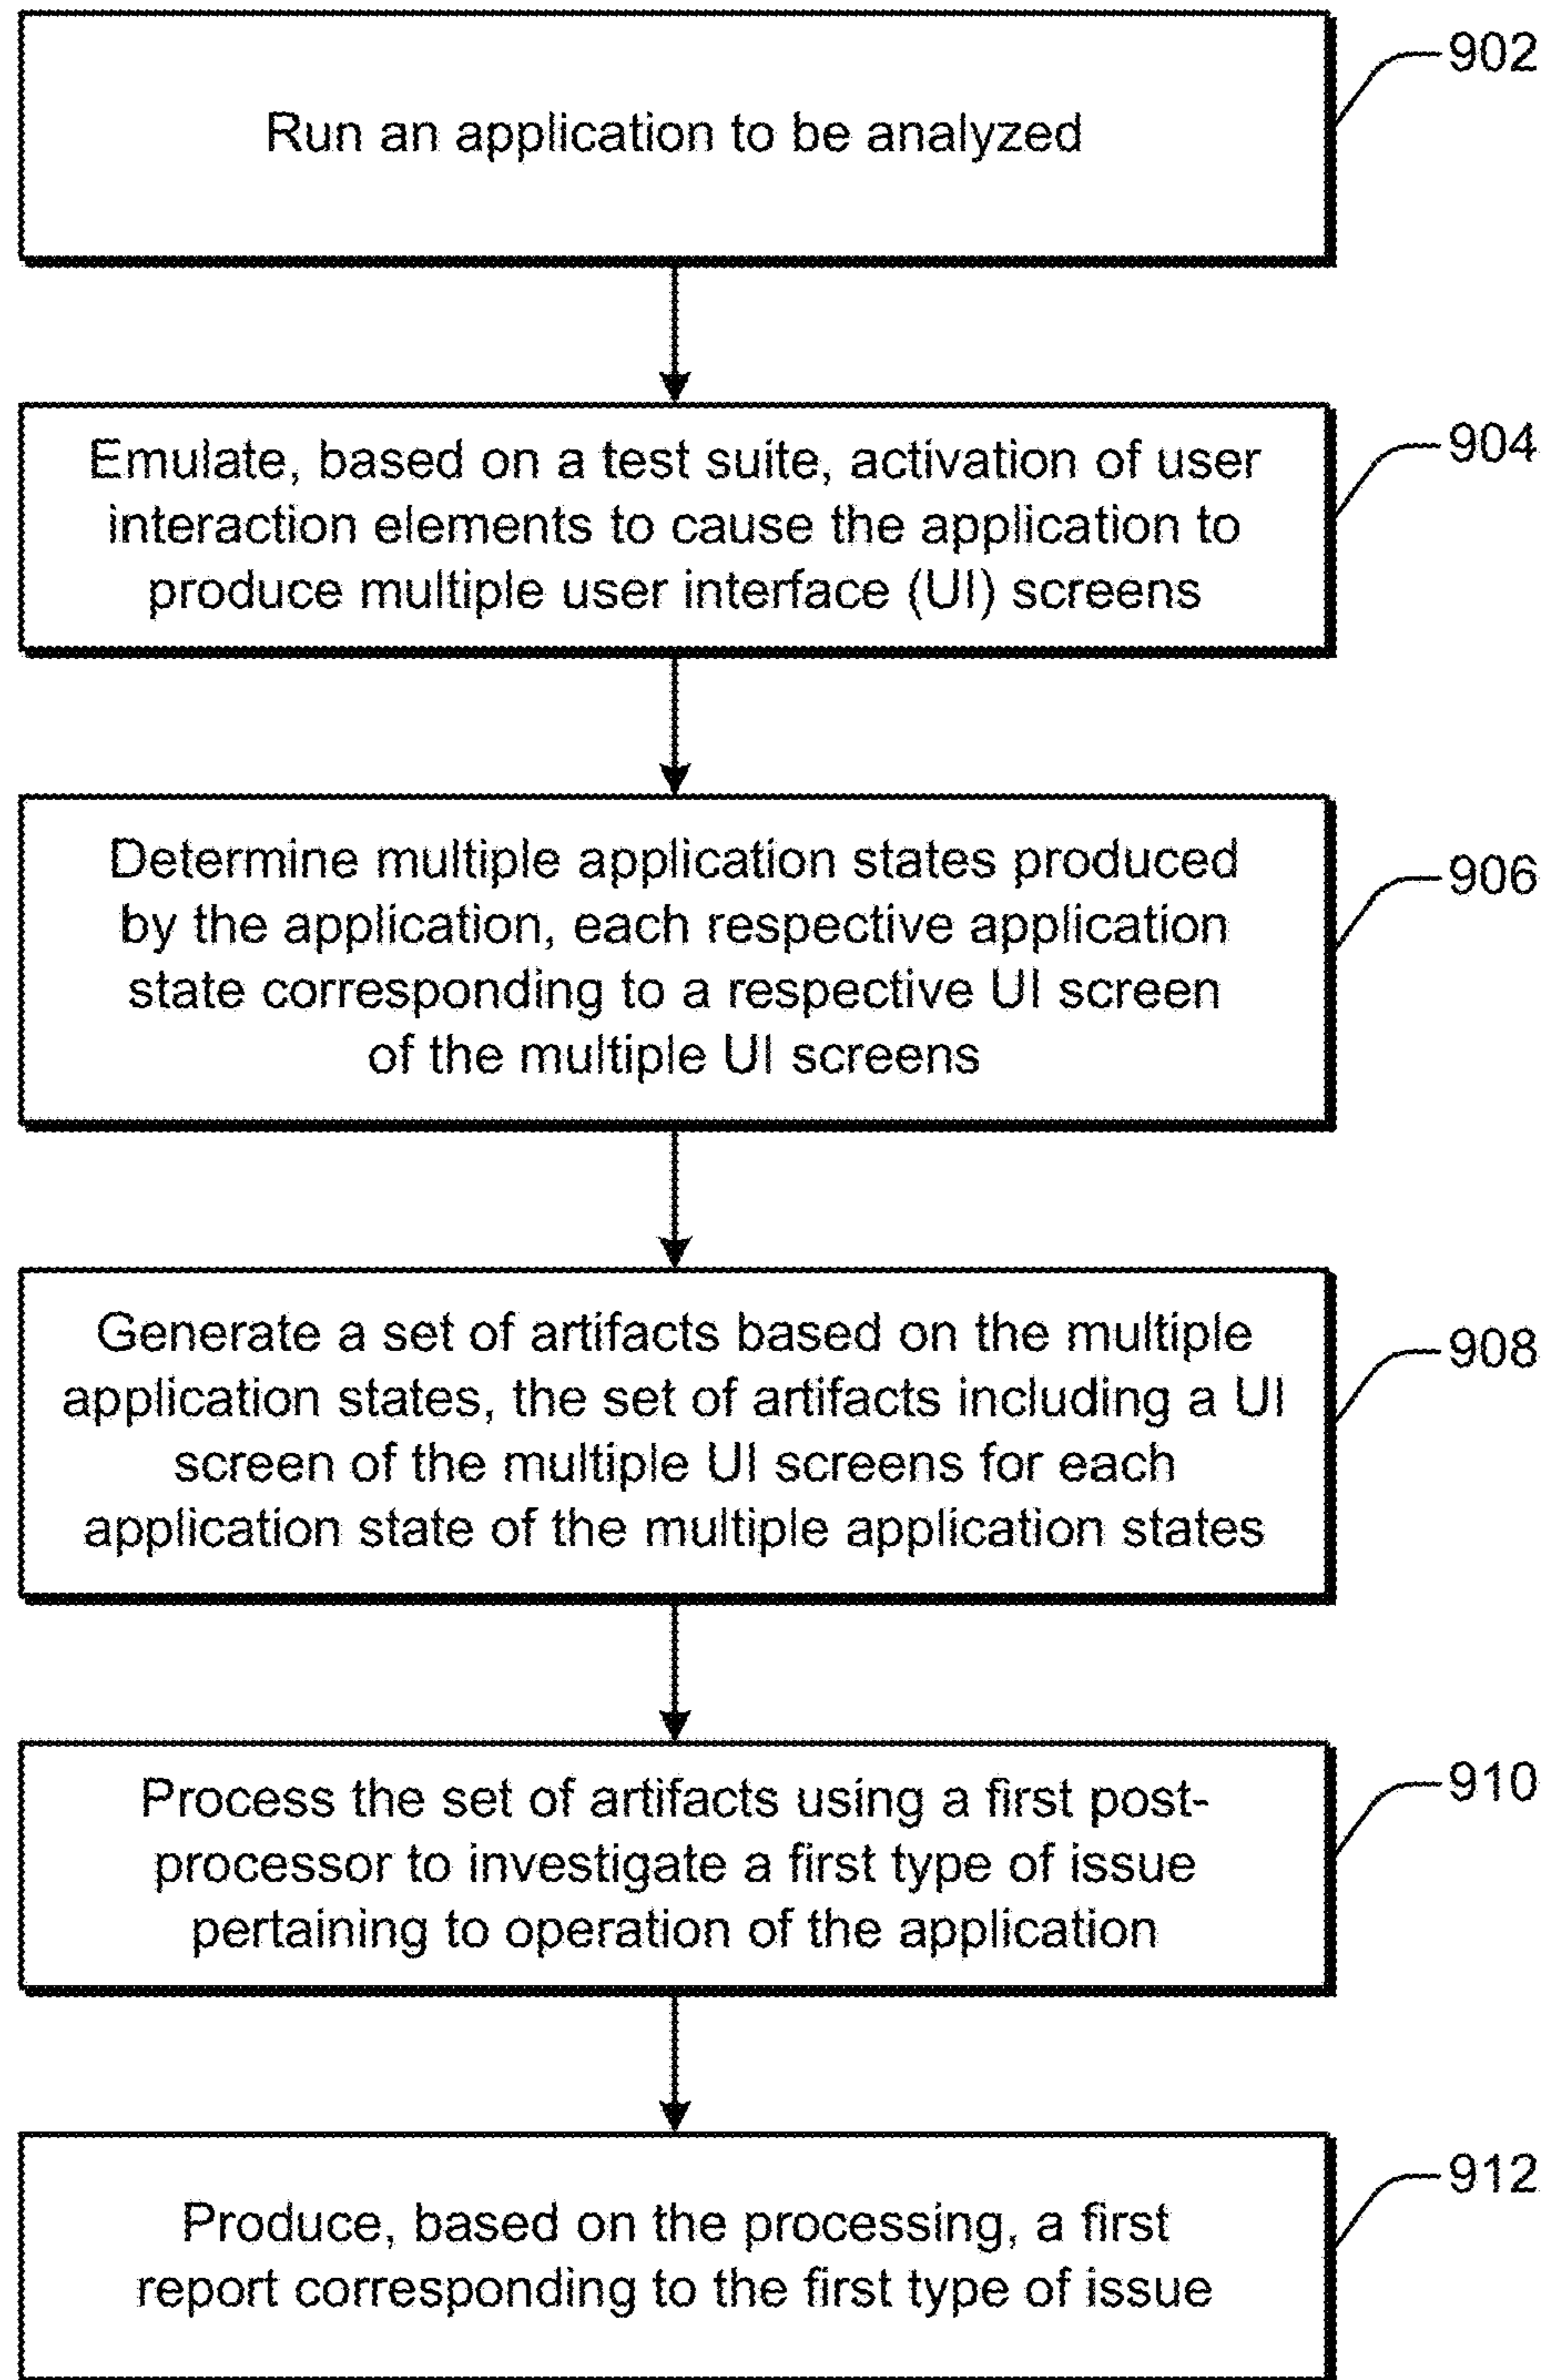 Run an application to be analyzed
902
Emulate, based on a test suite, activation of user
interaction elements to cause the application to
produce multiple user interface (UI) screens
904
Determine multiple application states produced
by the application, each respective application
state corresponding to a respective UI screen
of the multiple UI screens
906
Generate a set of artifacts based on the multiple
application states, the set of artifacts including a UI
screen of the multiple UI screens for each
application state of the multiple application states
908
Process the set of artifacts using a first post-
processor to investigate a first type of issue
pertaining to operation of the application
910
Produce, based on the processing, a first
report corresponding to the first type of issue
912